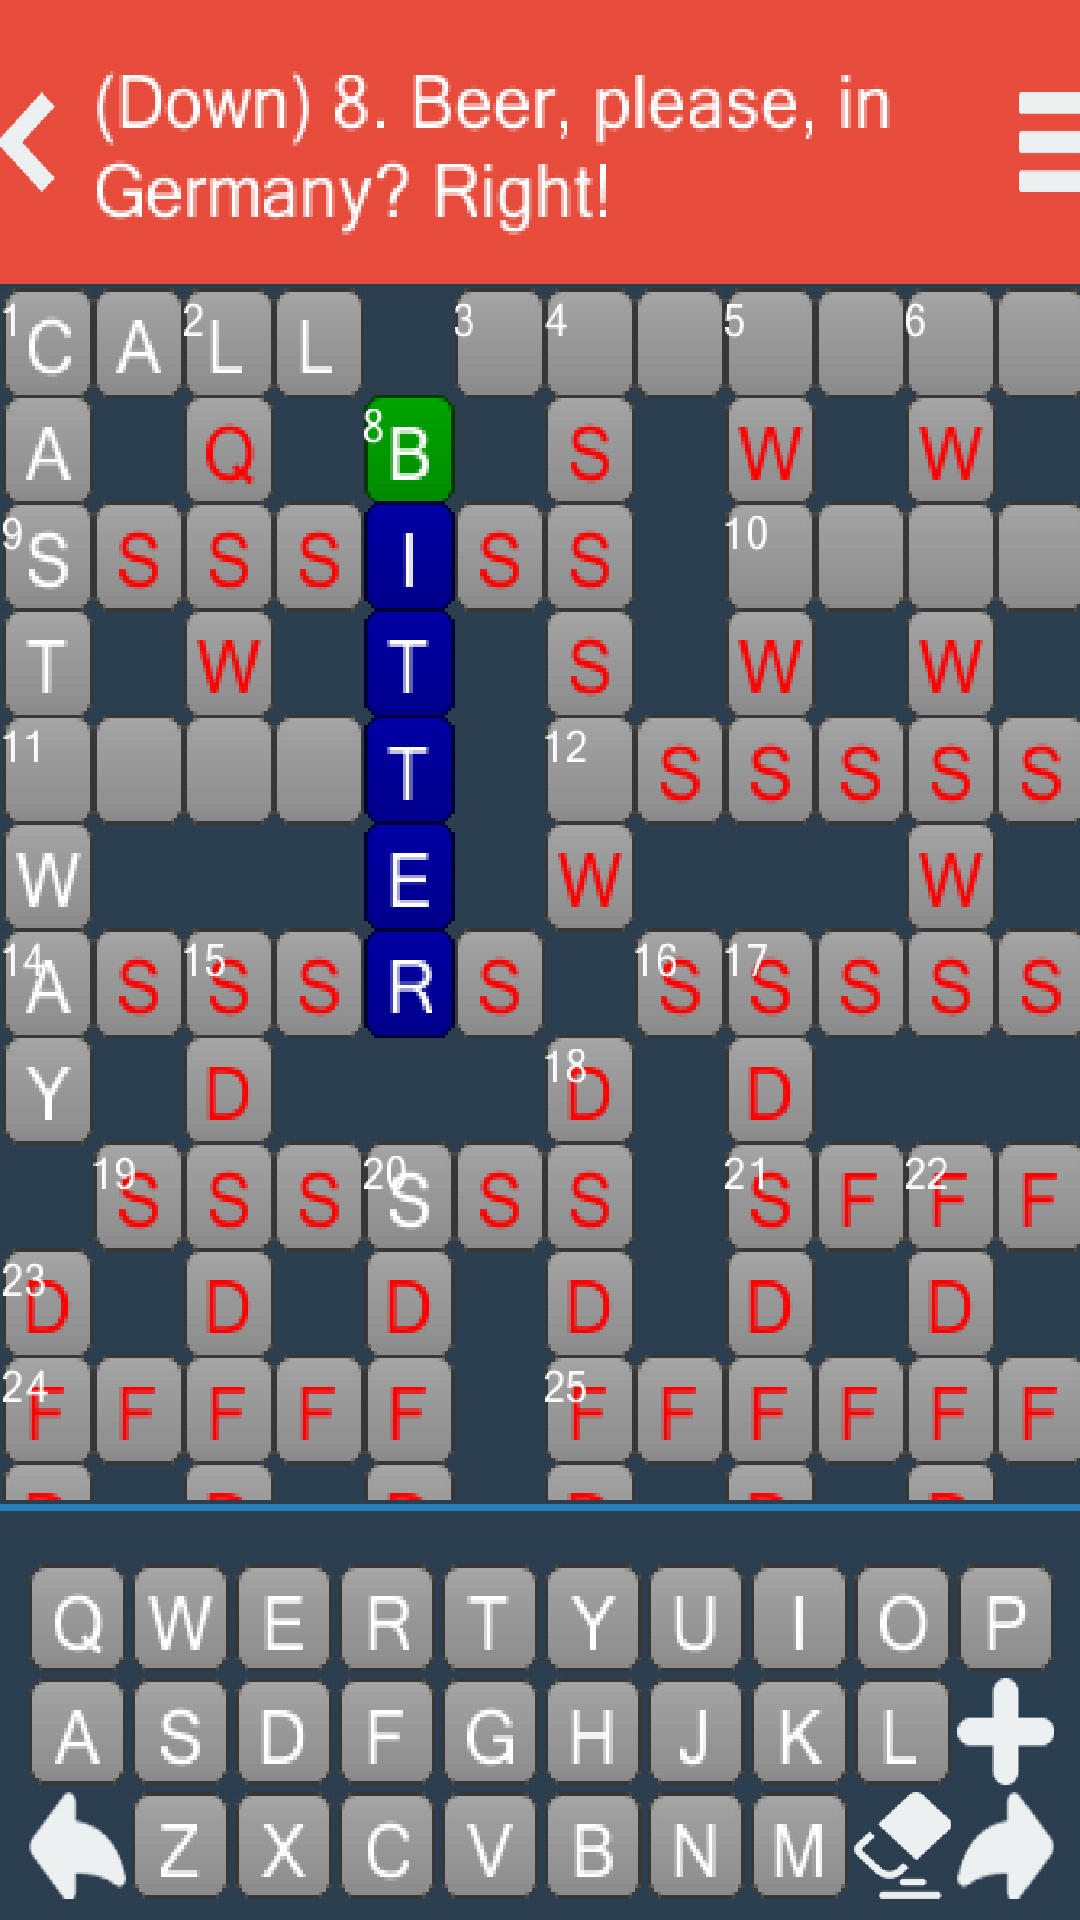 (Down) 8. Beer, please, in
Germany? Right!
1 C A 2 L L 3 4 5 6
A Q 8 B S W W
9 S S S S I S S 10
T W T S W W
11 T 12 S S S S S
W E W W
14 A S 15 S S R S 16 S 17 S S S S
Y D 18 D D
19 S S S 20 S S S 21 S F 22 F F
23 D D D D D D
24 F F F F F 25 F F F F F F
D D D D D D
Q W E R T Y U I O P
A S D F G H J K L
Z X C V B N M